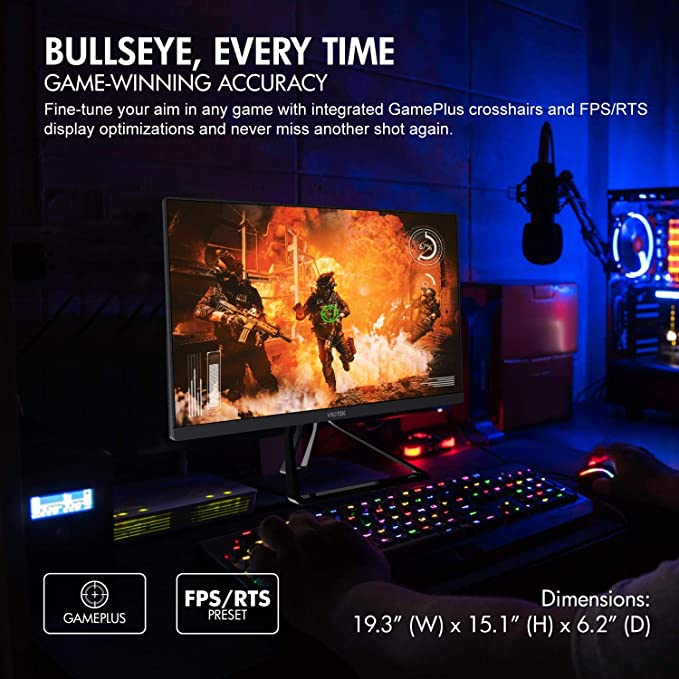 BULLSEYE, EVERY TIME
GAME-WINNING ACCURACY
Fine-tune your aim in any game with integrated GamePlus crosshairs and FPS/RTS
display optimizations and never miss another shot again.
VIOTEK
GAMEPLUS
FPS/RTS
PRESET
Dimensions:
19.3” (W) x 15.1” (H) x 6.2” (D)